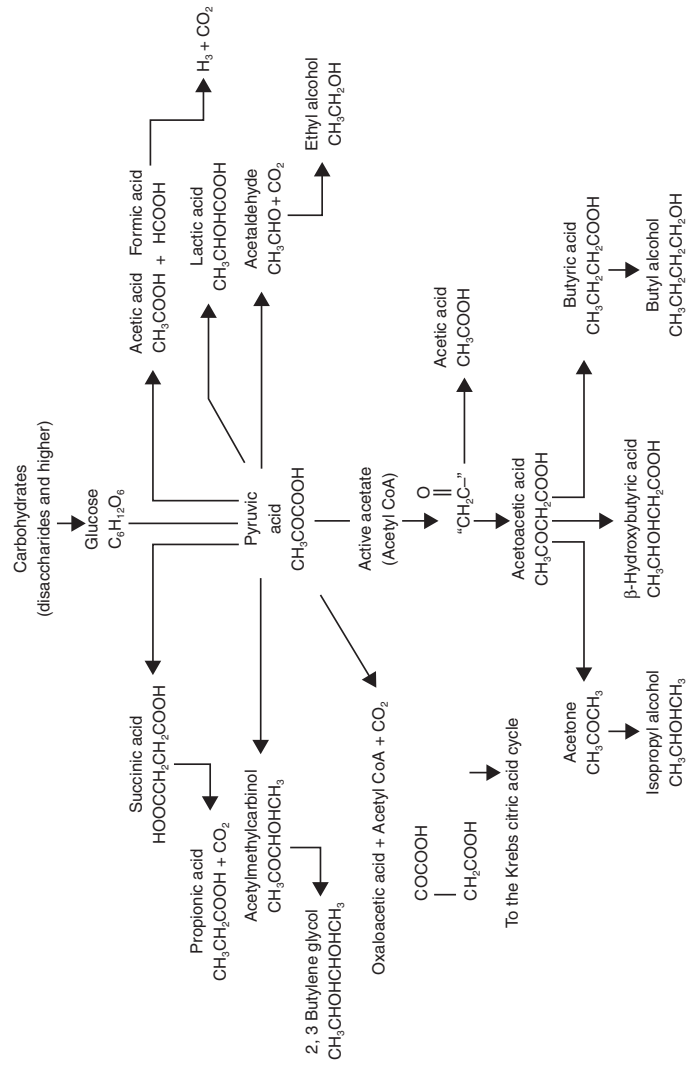 Carbohydrates
(disaccharides and higher)
Glucose
C₆H₁₂O₆
Pyruvic
acid
CH₃COCOOH
Acetic acid Formic acid
CH₃COOH + HCOOH
H₃ + CO₂
Lactic acid
CH₃CHOHCOOH
Acetaldehyde
CH₃CHO + CO₂
Ethyl alcohol
CH₃CH₂OH
Succinic acid
HOOCCH₂CH₂COOH
Propionic acid
CH₃CH₂COOH + CO₂
Acetylmethylcarbinol
CH₃COCHOHCH₃
2, 3 Butylene glycol
CH₃CHOHCHOHCH₃
Oxaloacetic acid + Acetyl CoA + CO₂
COCOOH
CH₂COOH
To the Krebs citric acid cycle
Active acetate
(Acetyl CoA)
O
“CH₂C–”
Acetic acid
CH₃COOH
Acetoacetic acid
CH₃COCH₂COOH
Acetone
CH₃COCH₃
Isopropyl alcohol
CH₃CHOHCH₃
β-Hydroxybutyric acid
CH₃CHOHCH₂COOH
Butyric acid
CH₃CH₂CH₂COOH
Butyl alcohol
CH₃CH₂CH₂CH₂OH